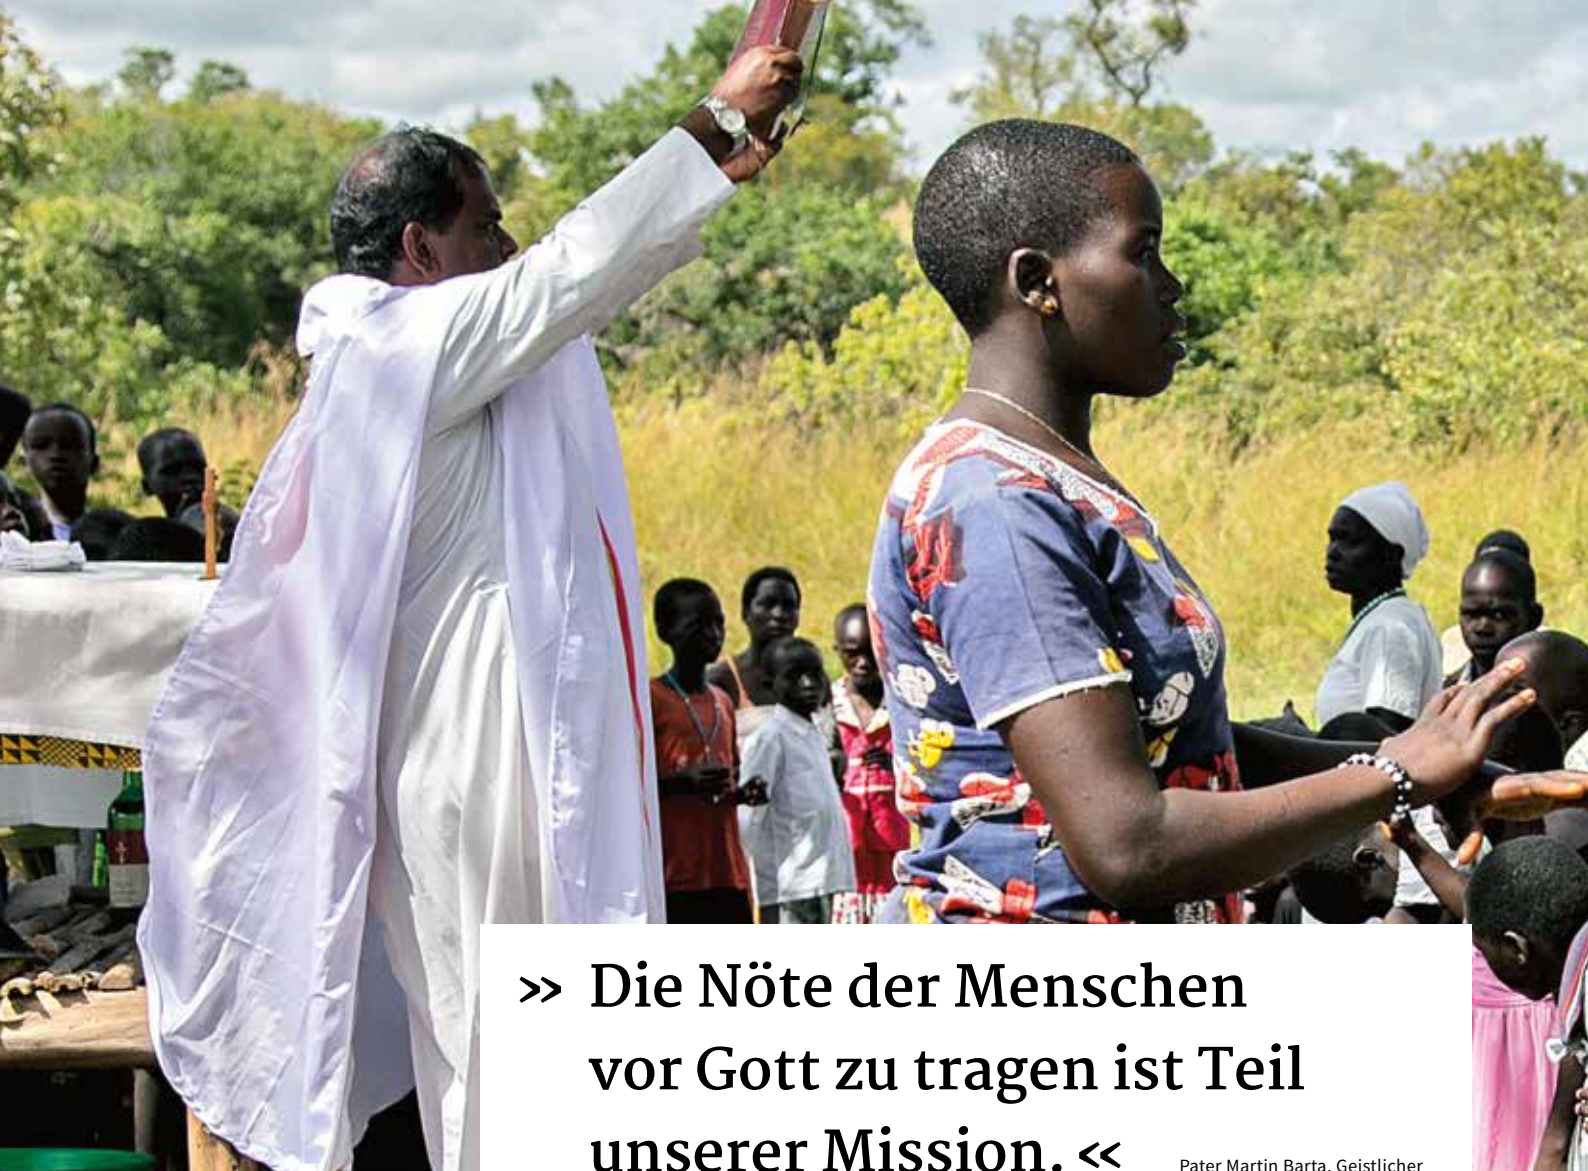 » Die Nöte der Menschen
vor Gott zu tragen ist Teil
unserer Mission. «
Pater Martin Barta, Geistlicher